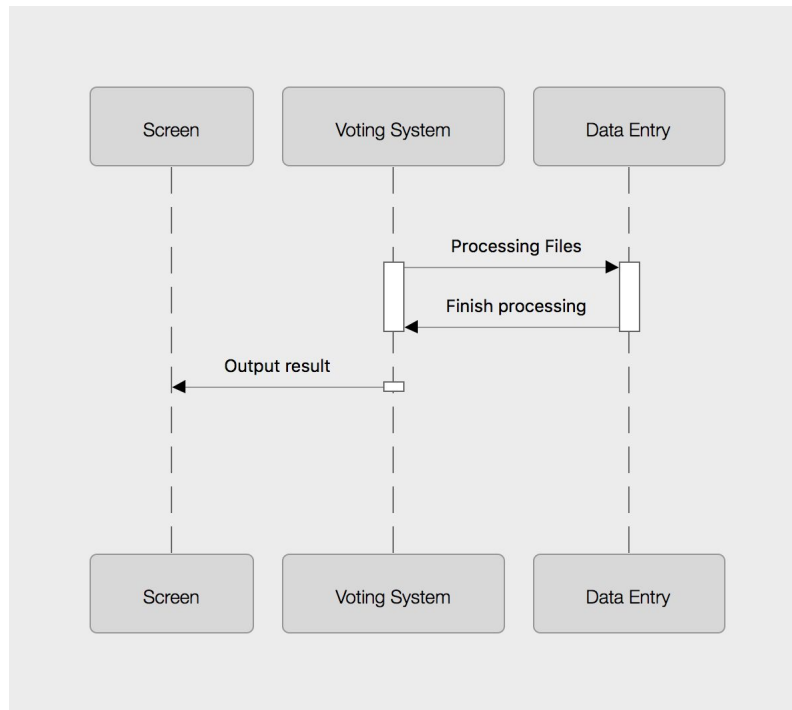 Screen
Voting System
Data Entry
Processing Files
Finish processing
Output result
Screen
Voting System
Data Entry